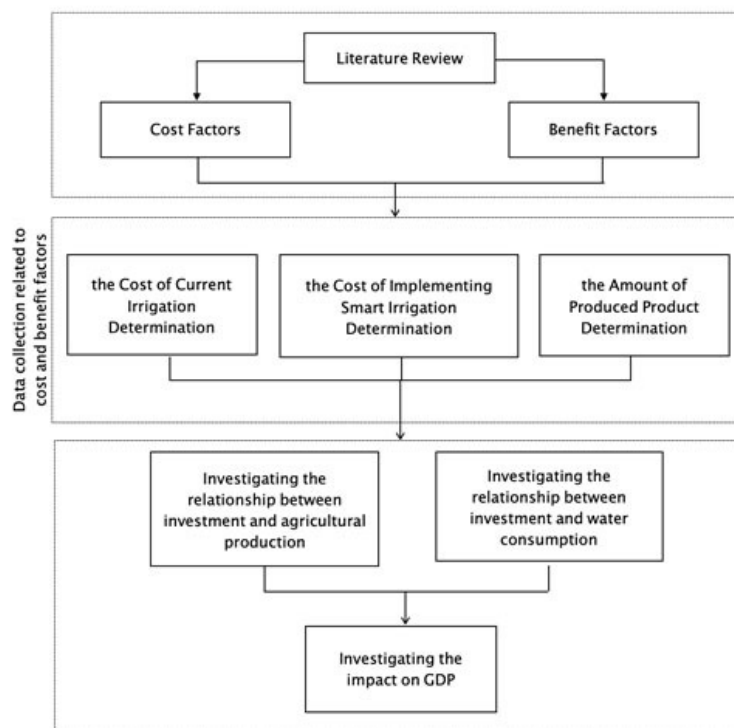 Literature Review
Cost Factors
Benefit Factors
Data collection related to
cost and benefit factors
the Cost of Current
Irrigation
Determination
the Cost of Implementing
Smart Irrigation
Determination
the Amount of
Produced Product
Determination
Investigating the
relationship between
investment and agricultural
production
Investigating the
relationship between
investment and water
consumption
Investigating the
impact on GDP